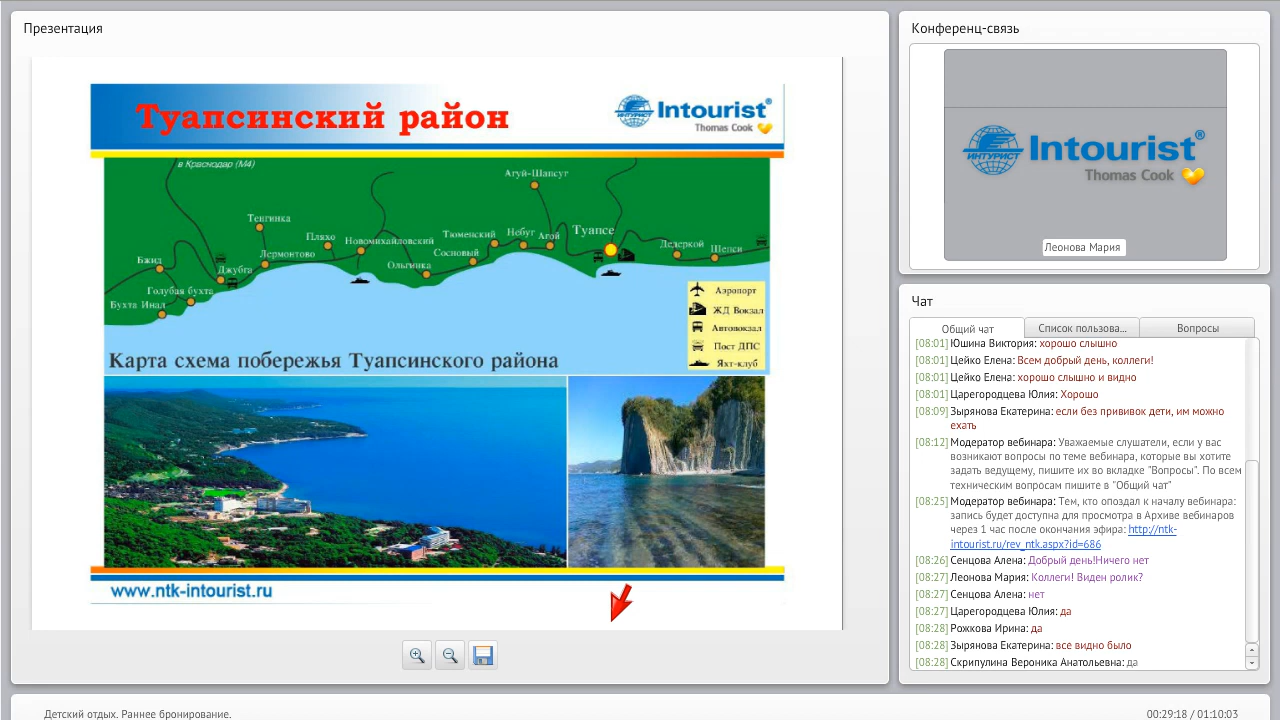 Презентация
Туапсинский район
Intourist®
Thomas Cook
в Краснодар (М4)
Агуй-Шапсуг
Тенгинка
Пляхо
Новомихайловский
Тюменский
Небуг
Агой
Туапсе
Дедеркой
Шепси
Бжид
Джубга
Лермонтово
Ольгинка
Сосновый
Голубая бухта
Бухта Инал
Аэропорт
ЖД Вокзал
Автовокзал
Пост ДПС
Яхт-клуб
Карта схема побережья Туапсинского района
www.ntk-intourist.ru
Конференц-связь
ИНТУРИСТ
Intourist®
Thomas Cook
Леонова Мария
Чат
Общий чат
Список пользова...
Вопросы
[08:01] Юшина Виктория: хорошо слышно
[08:01] Цейко Елена: Всем добрый день, коллеги!
[08:01] Цейко Елена: хорошо слышно и видно
[08:01] Царегородцева Юлия: Хорошо
[08:09] Зырянова Екатерина: если без прививок дети, им можно
ехать
[08:12] Модератор вебинара: Уважаемые слушатели, если у вас
возникают вопросы по теме вебинара, которые вы хотите
задать ведущему, пишите их во вкладке "Вопросы". По всем
техническим вопросам пишите в "Общий чат"
[08:25] Модератор вебинара: Тем, кто опоздал к началу вебинара:
запись будет доступна для просмотра в Архиве вебинаров
через 1 час после окончания эфира: http://ntk-
intourist.ru/rev_ntk.aspx?id=686
[08:26] Сенцова Алена: Добрый день!Ничего нет
[08:27] Леонова Мария: Коллеги! Виден ролик?
[08:27] Сенцова Алена: нет
[08:27] Царегородцева Юлия: да
[08:28] Рожкова Ирина: да
[08:28] Зырянова Екатерина: все видно было
[08:28] Скрипулина Вероника Анатольевна: да
Детский отдых. Раннее бронирование.
00:29:18 / 01:10:03